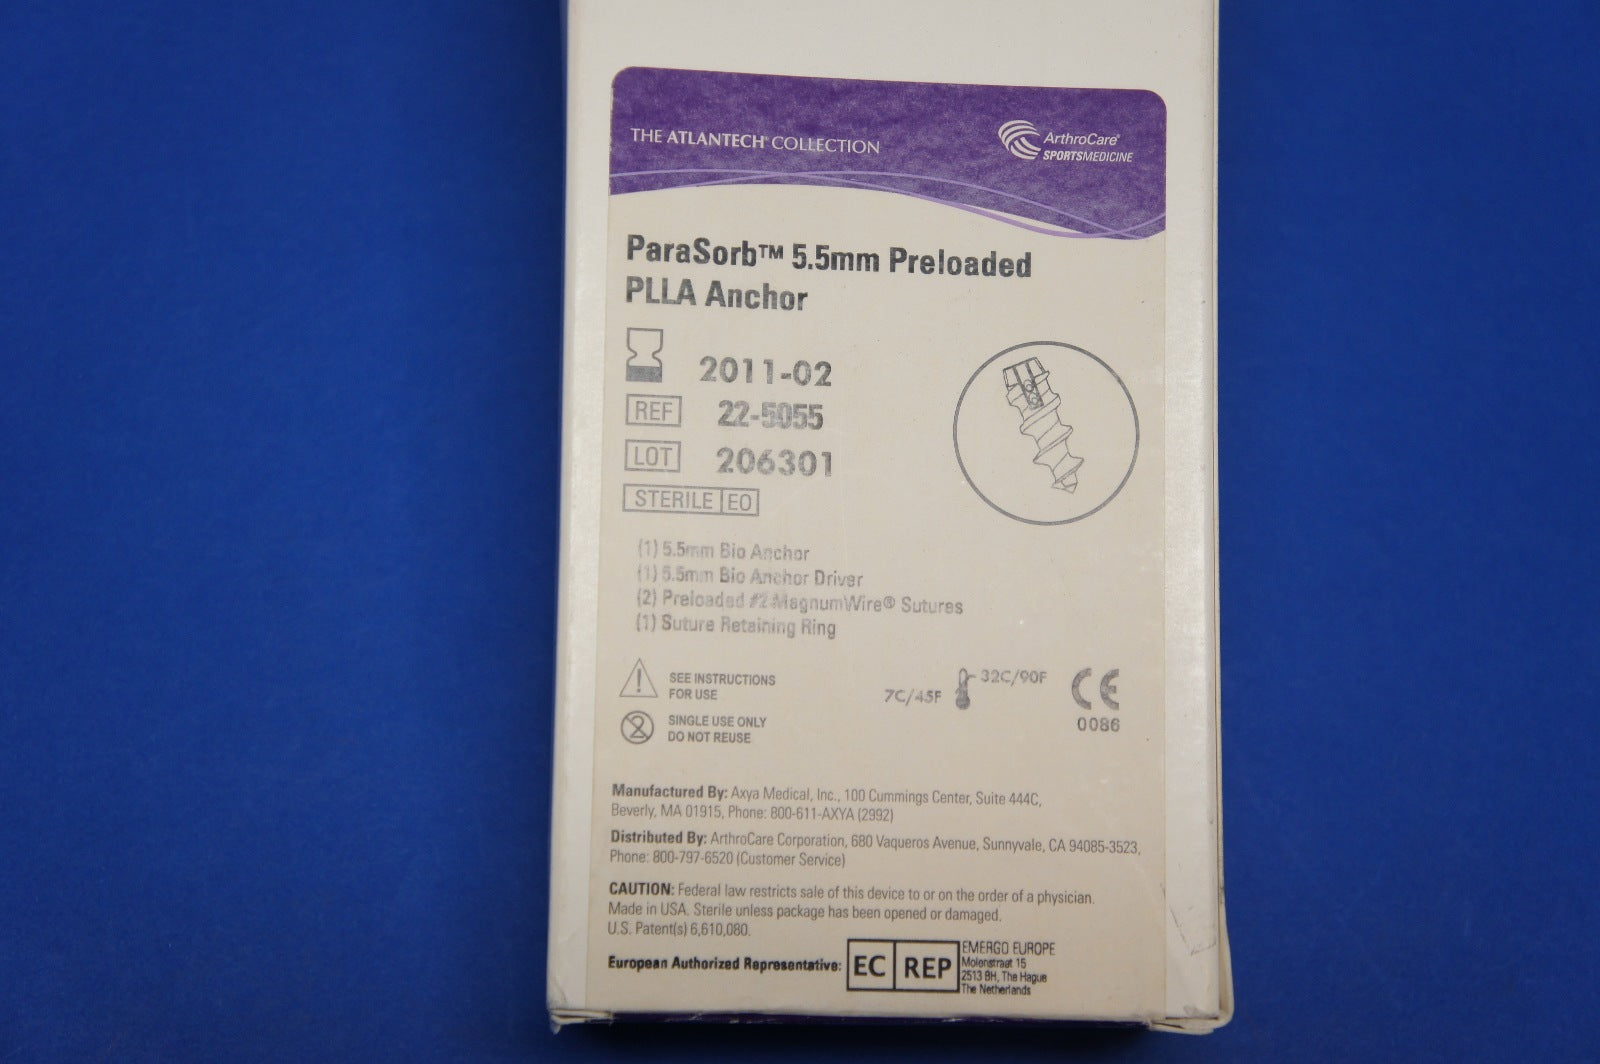 THE ATLANTECH® COLLECTION
ArthroCare®
SPORTSMEDICINE
ParaSorb™ 5.5mm Preloaded
PLLA Anchor
2011-02
REF 22-5055
LOT 206301
STERILE EO
(1) 5.5mm Bio Anchor
(1) 5.5mm Bio Anchor Driver
(2) Preloaded #2 MagnumWire® Sutures
(1) Suture Retaining Ring
SEE INSTRUCTIONS
FOR USE
7C/45F 32C/90F
CE
0086
2
SINGLE USE ONLY
DO NOT REUSE
Manufactured By: Axya Medical, Inc., 100 Cummings Center, Suite 444C,
Beverly, MA 01915, Phone: 800-611-AXYA (2992)
Distributed By: ArthroCare Corporation, 680 Vaqueros Avenue, Sunnyvale, CA 94085-3523,
Phone: 800-797-6520 (Customer Service)
CAUTION: Federal law restricts sale of this device to or on the order of a physician.
Made in USA. Sterile unless package has been opened or damaged.
U.S. Patent(s) 6,610,080.
European Authorized Representative: EC REP
EMERGO EUROPE
Molenstraat 15
2513 BH, The Hague
The Netherlands